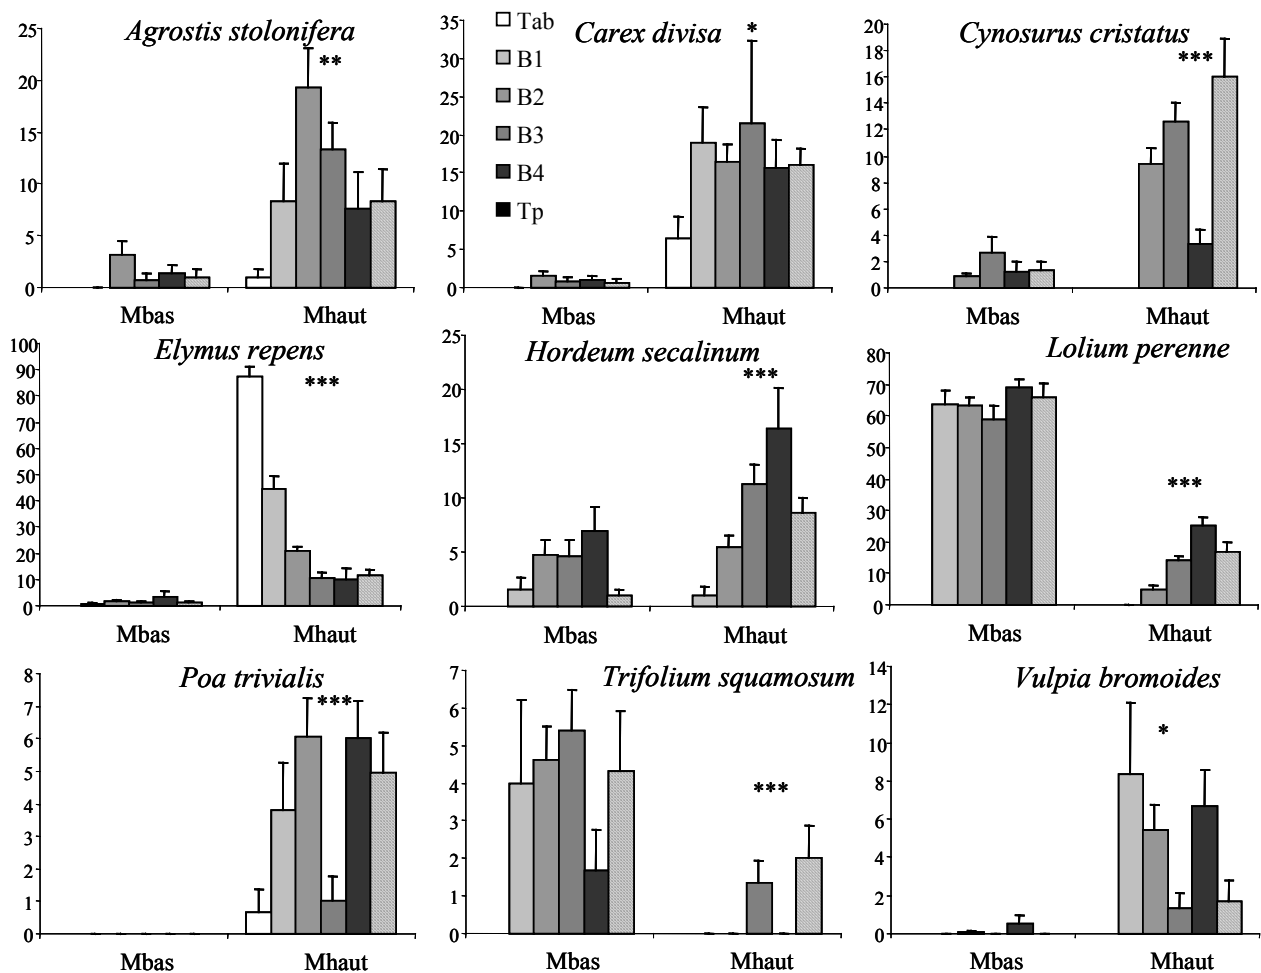 Agrostis stolonifera
25
20
15
10
5
0
**
Mbas
Mhaut
Carex divisa
35
30
25
20
15
10
5
0
*
Tab
B1
B2
B3
B4
Tp
Mbas
Mhaut
Cynosurus cristatus
20
18
16
14
12
10
8
6
4
2
0
***
Mbas
Mhaut
Elymus repens
100
90
80
70
60
50
40
30
20
10
0
***
Mbas
Mhaut
Hordeum secalinum
25
20
15
10
5
0
***
Mbas
Mhaut
Lolium perenne
80
70
60
50
40
30
20
10
0
***
Mbas
Mhaut
Poa trivialis
8
7
6
5
4
3
2
1
0
***
Mbas
Mhaut
Trifolium squamosum
7
6
5
4
3
2
1
0
***
Mbas
Mhaut
Vulpia bromoides
14
12
10
8
6
4
2
0
*
Mbas
Mhaut